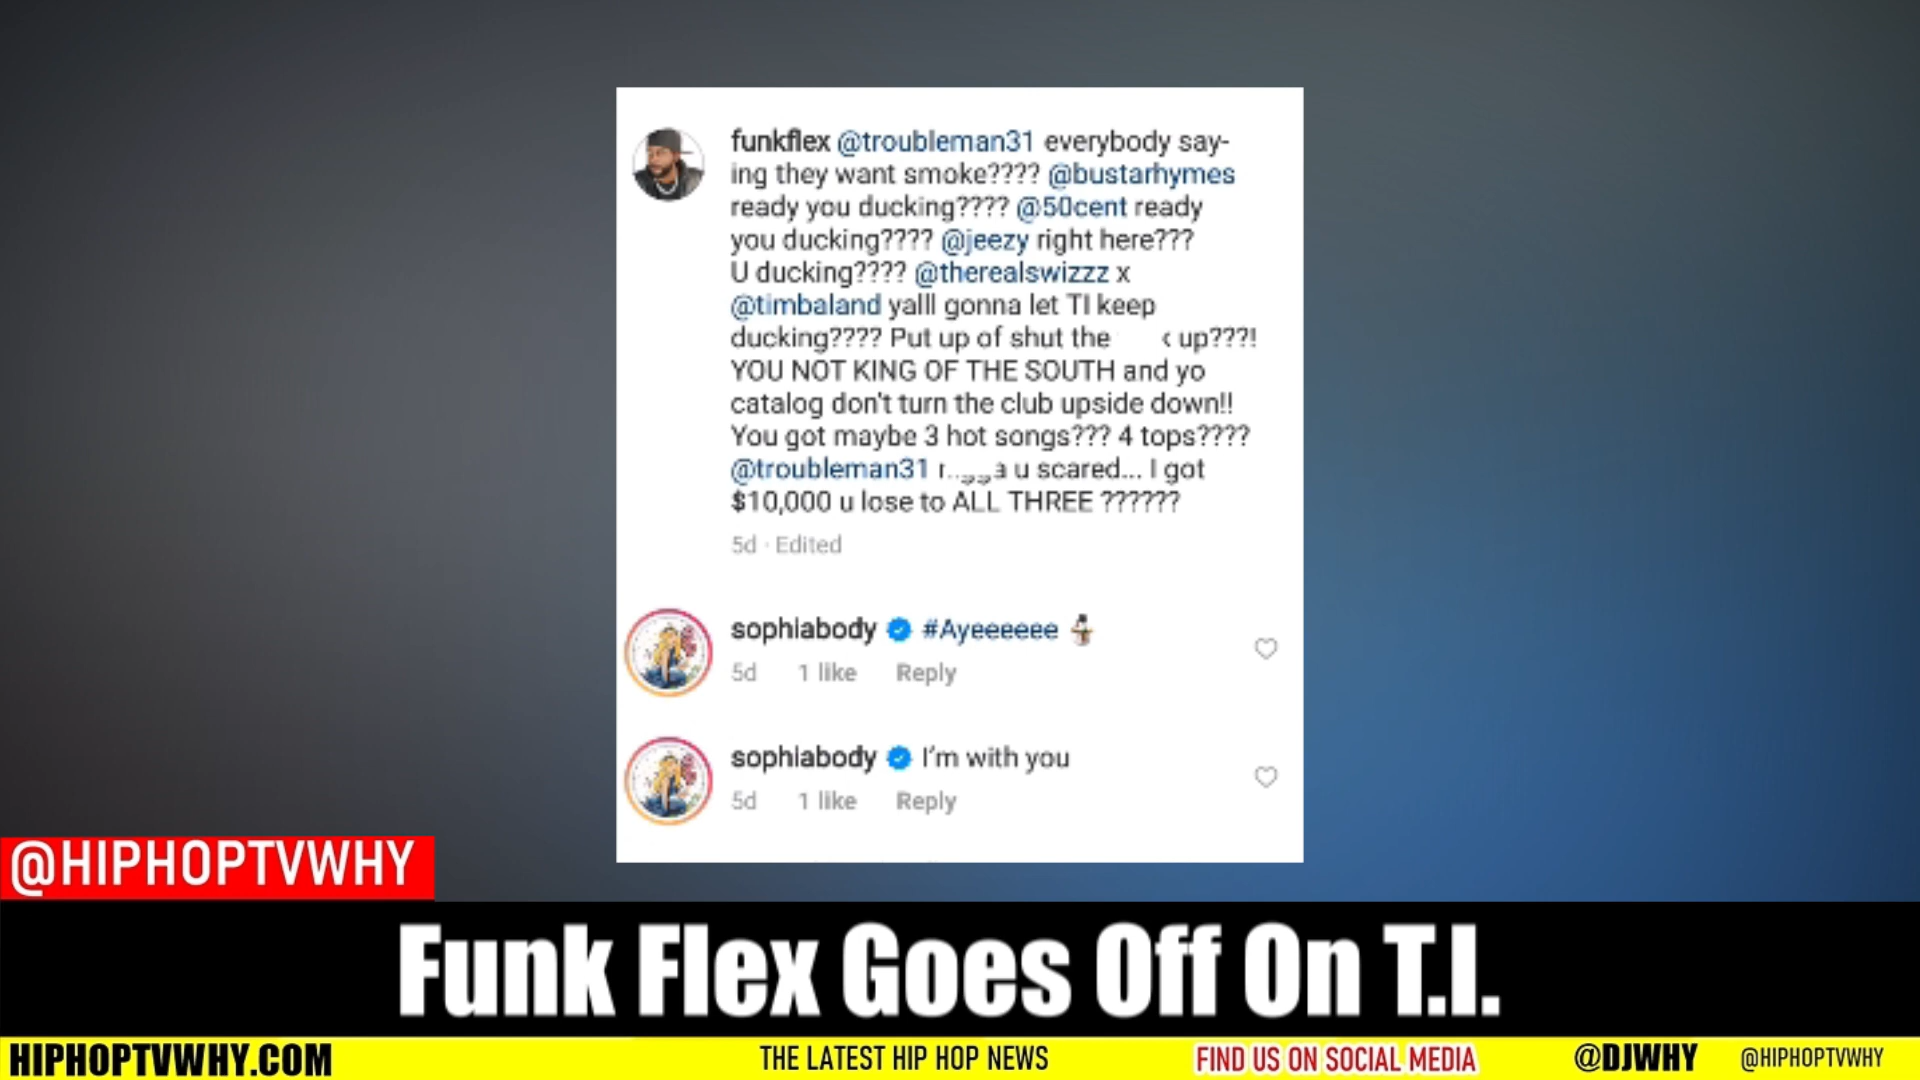 funkflex @troubleman31 everybody say-
ing they want smoke???? @bustarhymes
ready you ducking???? @50cent ready
you ducking???? @jeezy right here???
U ducking???? @therealswizzz x
@timbaland yalll gonna let TI keep
ducking???? Put up of shut the up???!
YOU NOT KING OF THE SOUTH and yo
catalog don't turn the club upside down!!
You got maybe 3 hot songs??? 4 tops????
@troubleman31 u scared... I got
$10,000 u lose to ALL THREE ??????
5d · Edited
sophiabody #Ayeeeeee ⛄
5d 1 like Reply
sophiabody I'm with you
5d 1 like Reply
@HIPHOPTVWHY
Funk Flex Goes Off On T.I.
HIPHOPTVWHY.COM THE LATEST HIP HOP NEWS FIND US ON SOCIAL MEDIA @DJWHY @HIPHOPTVWHY